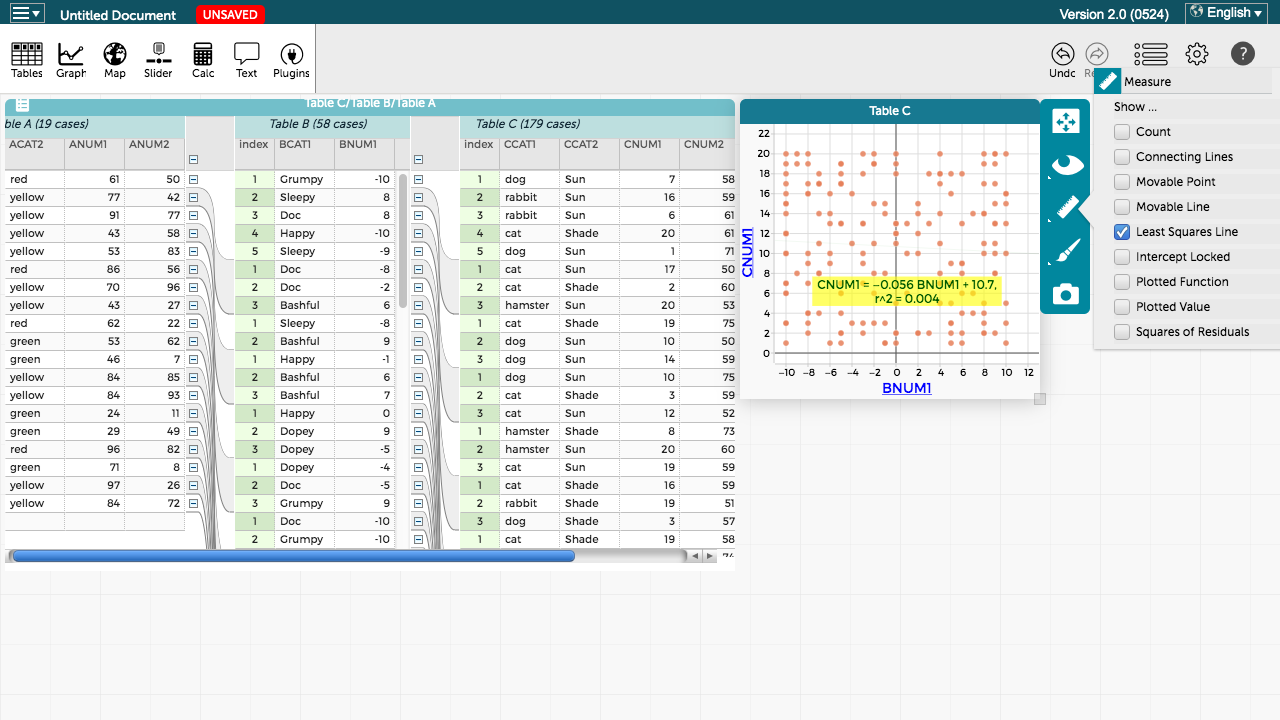 Untitled Document UNSAVED Version 2.0 (0524) English
Tables Graph Map Slider Calc Text Plugins Undo
Measure
Show ...
Count
Connecting Lines
Movable Point
Movable Line
Least Squares Line
Intercept Locked
Plotted Function
Plotted Value
Squares of Residuals
Table C/Table B/Table A
ble A (19 cases) Table B (58 cases) Table C (179 cases)
ACAT2 ANUM1 ANUM2 index BCAT1 BNUM1 index CCAT1 CCAT2 CNUM1 CNUM2
red 61 50 1 Grumpy -10 1 dog Sun 7 58
yellow 77 42 2 Sleepy 8 2 rabbit Sun 16 59
yellow 91 77 3 Doc 8 3 rabbit Sun 6 61
yellow 43 58 4 Happy -10 4 cat Shade 20 61
yellow 53 83 5 Sleepy -9 5 dog Sun 1 71
red 86 56 1 Doc -8 1 cat Sun 17 50
yellow 70 96 2 Doc -2 2 cat Shade 2 60
yellow 43 27 3 Bashful 6 3 hamster Sun 20 53
red 62 22 1 Sleepy -8 1 cat Shade 19 75
green 53 62 2 Bashful 9 2 dog Sun 10 50
green 46 7 1 Happy -1 3 dog Sun 14 59
yellow 84 85 2 Bashful 6 1 dog Sun 10 75
yellow 84 93 3 Bashful 7 2 cat Shade 3 59
green 24 11 1 Happy 0 3 cat Sun 12 52
green 29 49 2 Dopey 9 1 hamster Shade 8 73
red 96 82 3 Dopey -5 2 hamster Sun 20 60
green 71 8 1 Dopey -4 3 cat Sun 19 59
yellow 97 26 2 Doc -5 1 cat Shade 16 59
yellow 84 72 3 Grumpy 9 2 rabbit Shade 19 51
1 Doc -10 3 dog Shade 3 57
2 Grumpy -10 1 cat Shade 19 58
Table C
22
20
18
16
14
12
10
8
6
4
2
0
CNUM1
CNUM1 = −0.056 BNUM1 + 10.7,
r^2 = 0.004
−10 −8 −6 −4 −2 0 2 4 6 8 10 12
BNUM1